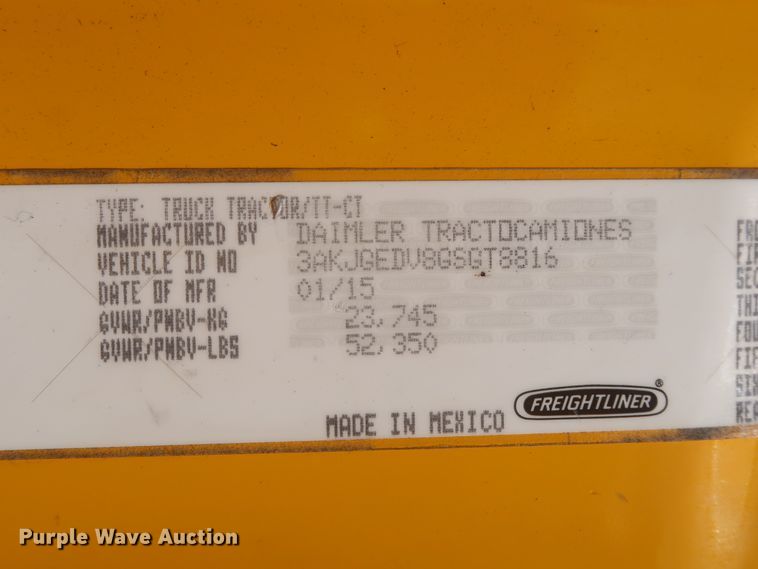 TYPE: TRUCK TRACTOR/TT-CT
MANUFACTURED BY DAIMLER TRACTOCAMIONES
VEHICLE ID NO 3AKJGEDV8GSGT8816
DATE OF MFR 01/15
GVWR/PNBV-KG 23,745
GVWR/PNBV-LBS 52,350
FREIGHTLINER®
MADE IN MEXICO
Purple Wave Auction